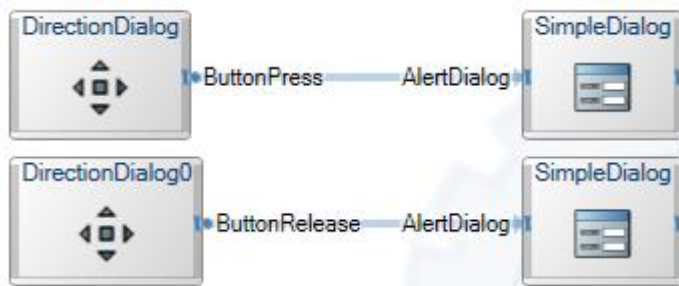 DirectionDialog SimpleDialog
ButtonPress AlertDialog
DirectionDialog0 SimpleDialog
ButtonRelease AlertDialog